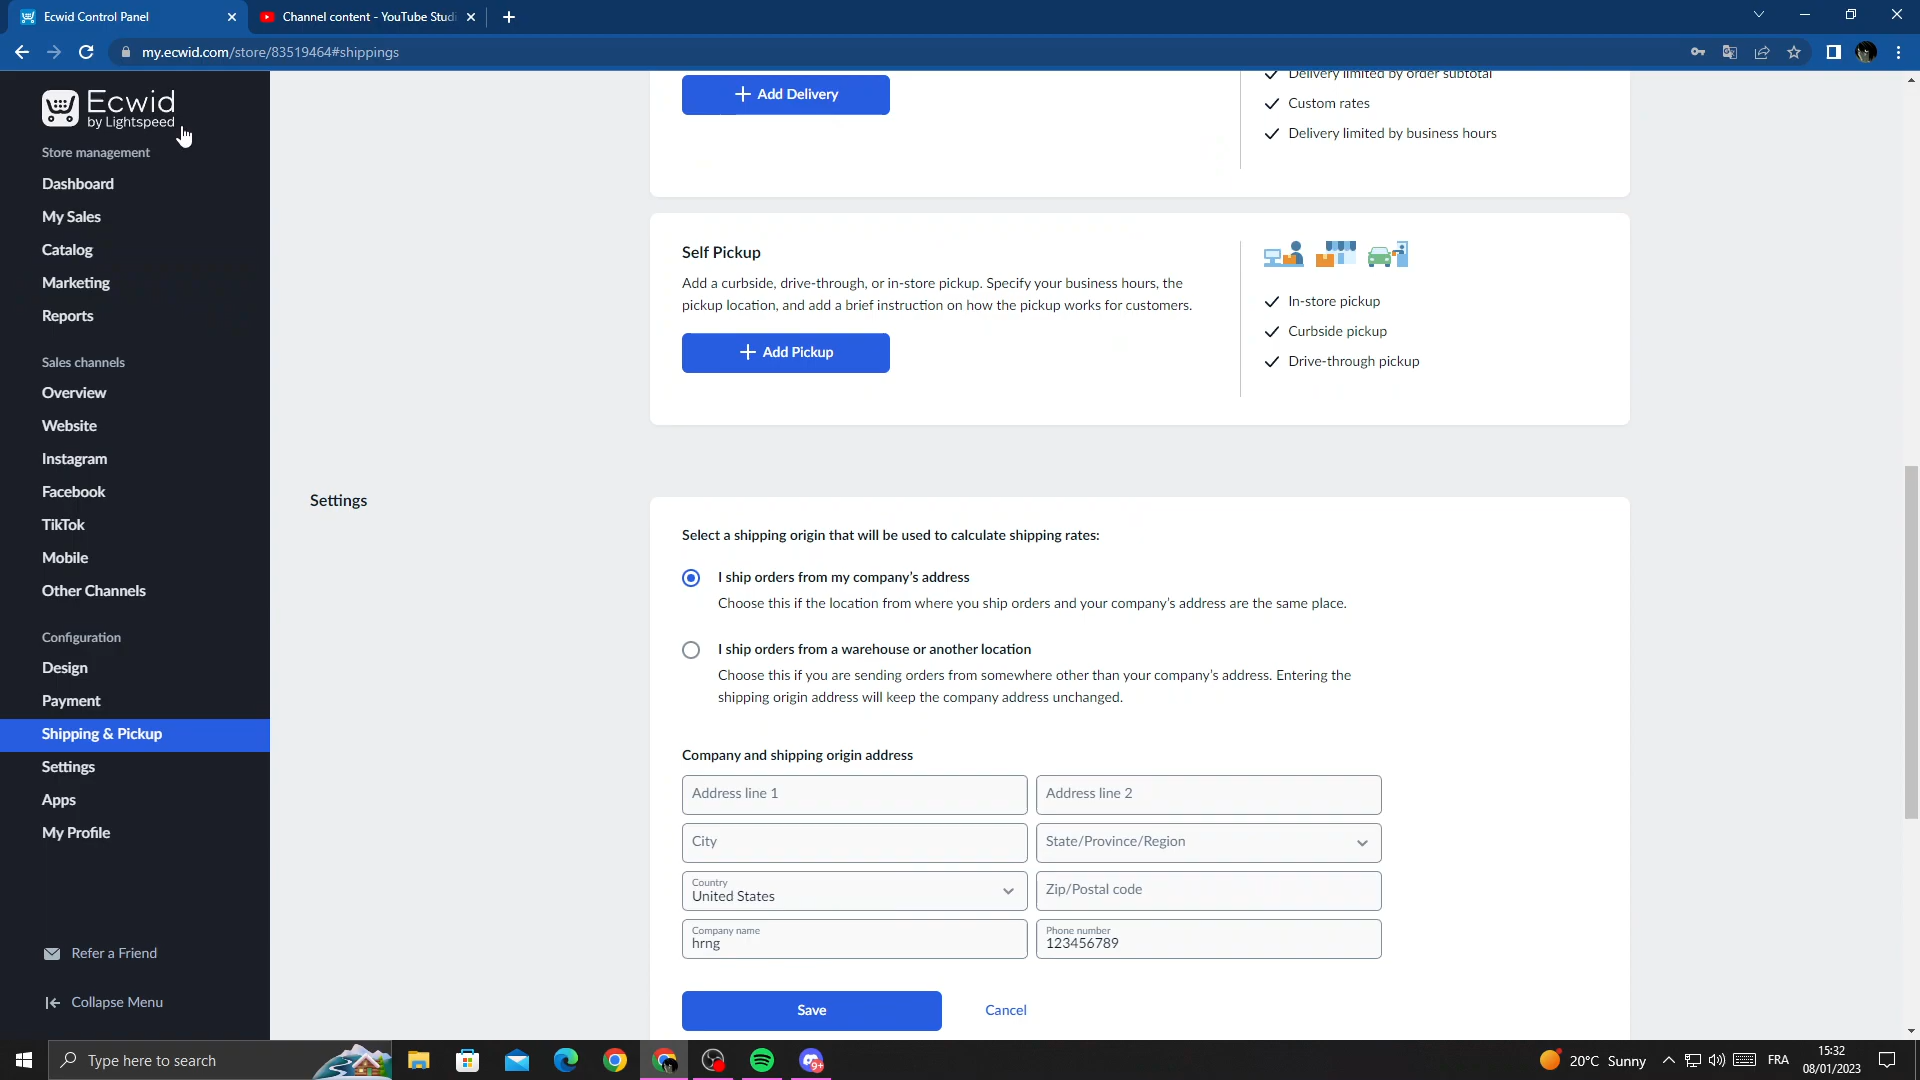 Ecwid Control Panel
Channel content - YouTube Studi
my.ecwid.com/store/83519464#shippings
Ecwid
by Lightspeed
Store management
Dashboard
My Sales
Catalog
Marketing
Reports
Sales channels
Overview
Website
Instagram
Facebook
TikTok
Mobile
Other Channels
Configuration
Design
Payment
Shipping & Pickup
Settings
Apps
My Profile
Refer a Friend
Collapse Menu
Add Delivery
Delivery limited by order subtotal
Custom rates
Delivery limited by business hours
Self Pickup
Add a curbside, drive-through, or in-store pickup. Specify your business hours, the
pickup location, and add a brief instruction on how the pickup works for customers.
Add Pickup
In-store pickup
Curbside pickup
Drive-through pickup
Settings
Select a shipping origin that will be used to calculate shipping rates:
I ship orders from my company's address
Choose this if the location from where you ship orders and your company's address are the same place.
I ship orders from a warehouse or another location
Choose this if you are sending orders from somewhere other than your company's address. Entering the
shipping origin address will keep the company address unchanged.
Company and shipping origin address
Address line 1
Address line 2
City
State/Province/Region
Country
United States
Zip/Postal code
Company name
hrng
Phone number
123456789
Save
Cancel
Type here to search
9+
20°C Sunny
FRA
15:32
08/01/2023